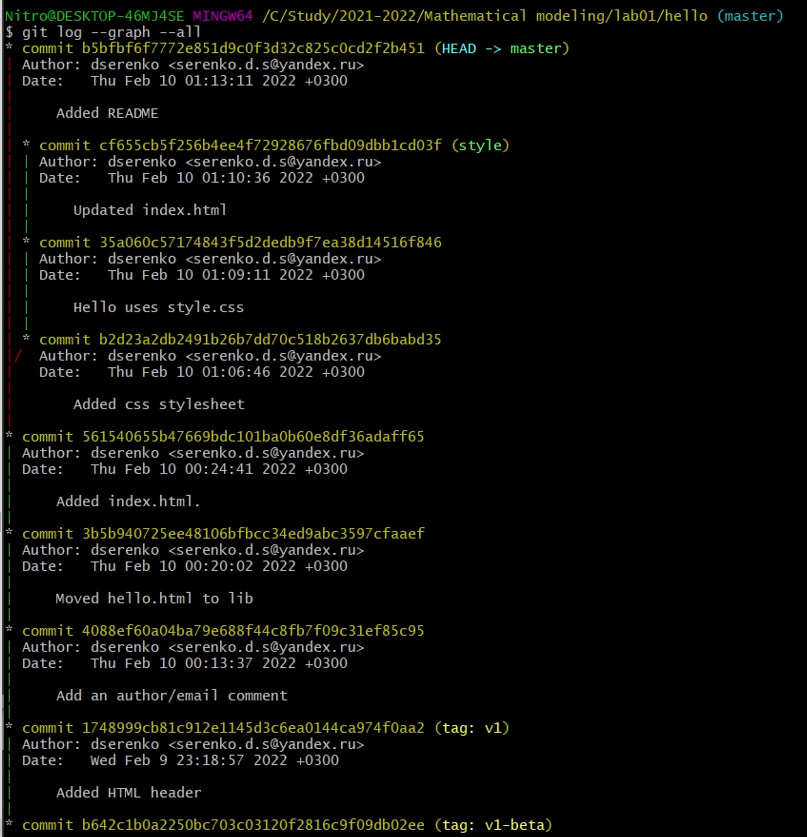 Nitro@DESKTOP-46MJ4SE MINGW64 /C/Study/2021-2022/Mathematical modeling/lab01/hello (master)
$ git log --graph --all
* commit b5bfbf6f7772e851d9c0f3d32c825c0cd2f2b451 (HEAD -> master)
| Author: dserenko <serenko.d.s@yandex.ru>
| Date:   Thu Feb 10 01:13:11 2022 +0300
|
|     Added README
|
| * commit cf655cb5f256b4ee4f72928676fbd09dbb1cd03f (style)
| | Author: dserenko <serenko.d.s@yandex.ru>
| | Date:   Thu Feb 10 01:10:36 2022 +0300
| |
| |     Updated index.html
| |
| * commit 35a060c57174843f5d2dedb9f7ea38d14516f846
| | Author: dserenko <serenko.d.s@yandex.ru>
| | Date:   Thu Feb 10 01:09:11 2022 +0300
| |
| |     Hello uses style.css
| |
| * commit b2d23a2db2491b26b7dd70c518b2637db6babd35
|/  Author: dserenko <serenko.d.s@yandex.ru>
|   Date:   Thu Feb 10 01:06:46 2022 +0300
|
|       Added css stylesheet
|
* commit 561540655b47669bdc101ba0b60e8df36adaff65
| Author: dserenko <serenko.d.s@yandex.ru>
| Date:   Thu Feb 10 00:24:41 2022 +0300
|
|     Added index.html.
|
* commit 3b5b940725ee48106bfbcc34ed9abc3597cfaaef
| Author: dserenko <serenko.d.s@yandex.ru>
| Date:   Thu Feb 10 00:20:02 2022 +0300
|
|     Moved hello.html to lib
|
* commit 4088ef60a04ba79e688f44c8fb7f09c31ef85c95
| Author: dserenko <serenko.d.s@yandex.ru>
| Date:   Thu Feb 10 00:13:37 2022 +0300
|
|     Add an author/email comment
|
* commit 1748999cb81c912e1145d3c6ea0144ca974f0aa2 (tag: v1)
| Author: dserenko <serenko.d.s@yandex.ru>
| Date:   Wed Feb 9 23:18:57 2022 +0300
|
|     Added HTML header
|
* commit b642c1b0a2250bc703c03120f2816c9f09db02ee (tag: v1-beta)